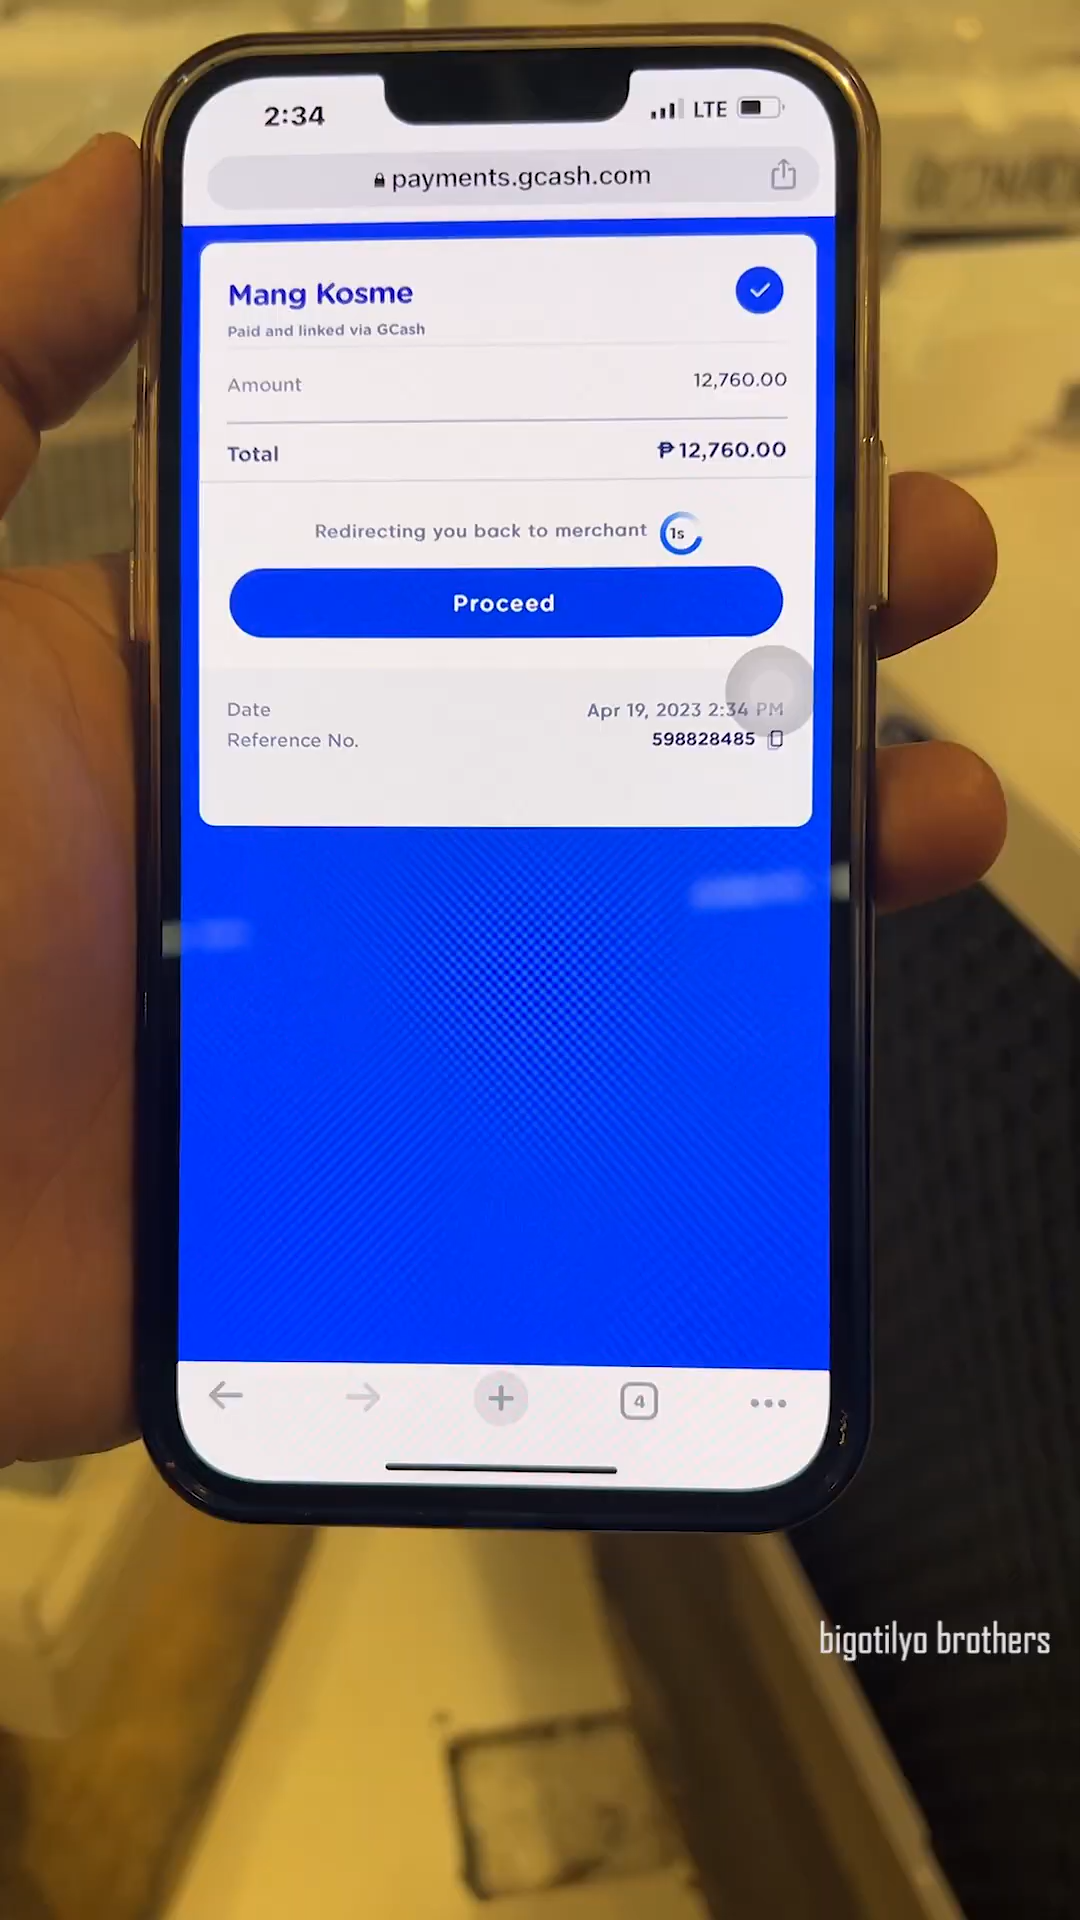 2:34
LTE
payments.gcash.com
Mang Kosme
Paid and linked via GCash
Amount 12,760.00
Total ₱12,760.00
Redirecting you back to merchant 1s
Proceed
Date Apr 19, 2023 2:34 PM
Reference No. 598828485
4
bigotilyo brothers